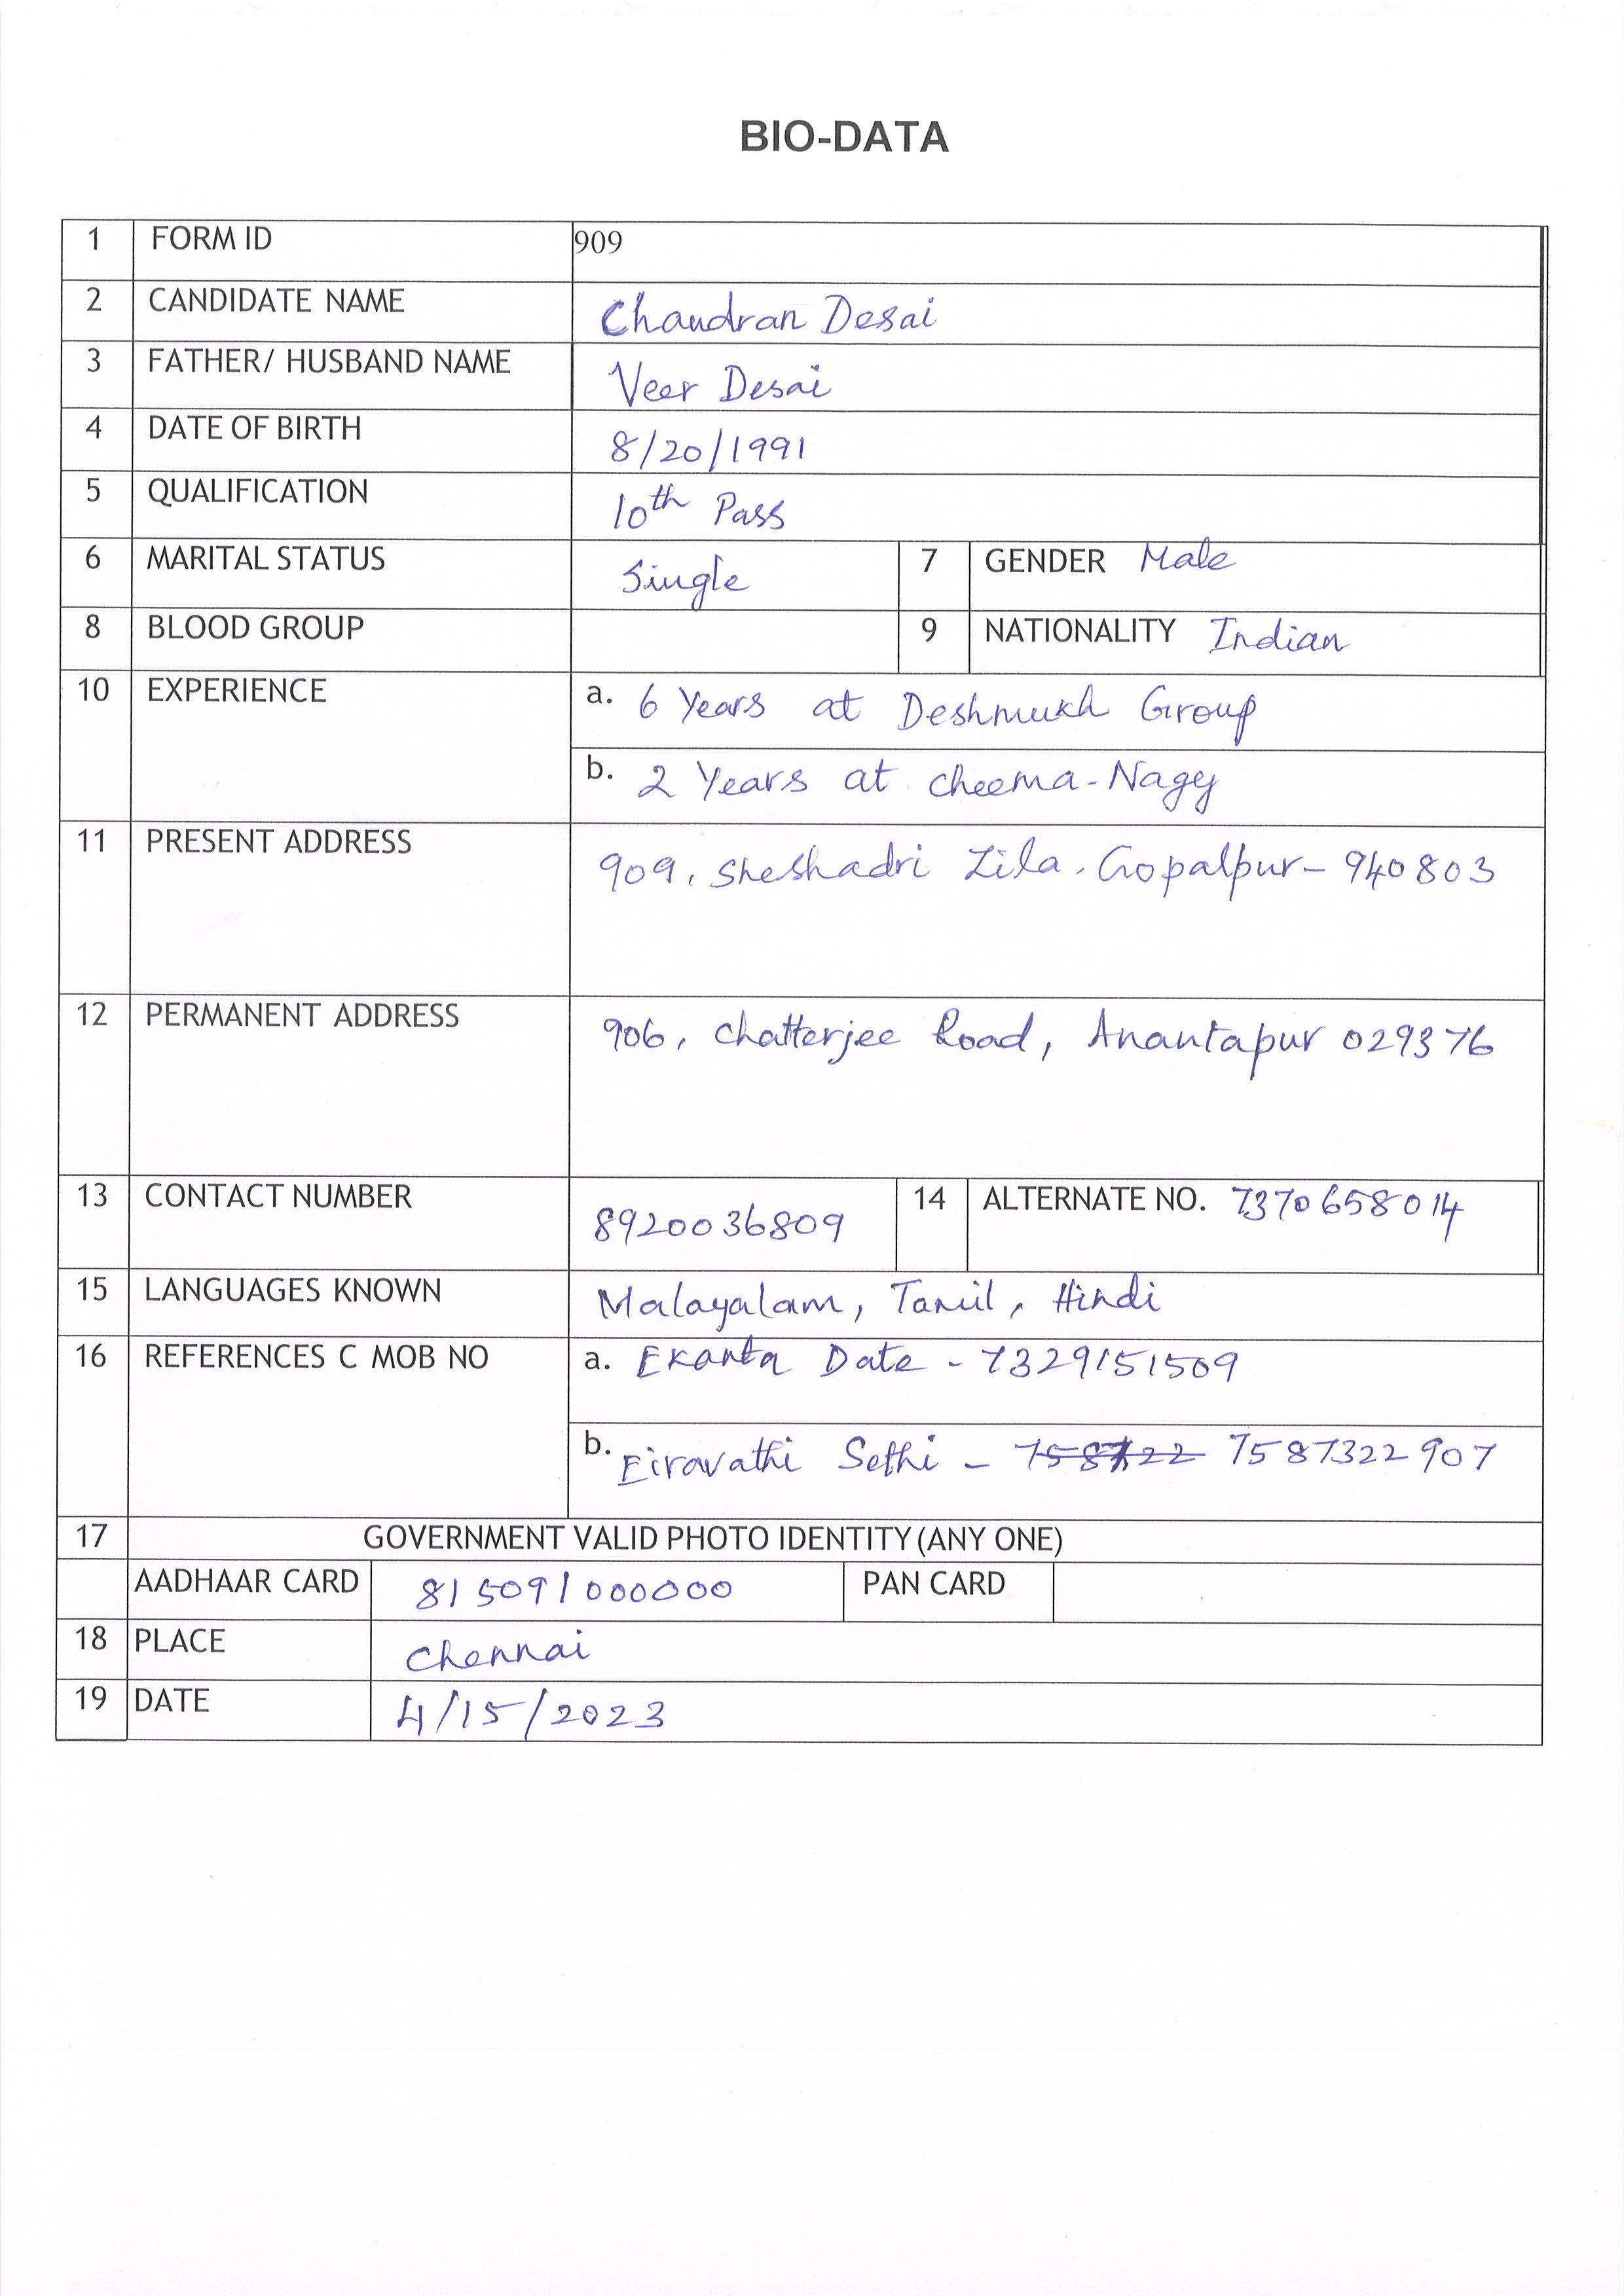 BIO-DATA
1 FORM ID 909
2 CANDIDATE NAME Chandran Desai
3 FATHER/ HUSBAND NAME Veer Desai
4 DATE OF BIRTH 8/20/1991
5 QUALIFICATION 10th Pass
6 MARITAL STATUS Single 7 GENDER Male
8 BLOOD GROUP 9 NATIONALITY Indian
10 EXPERIENCE a. 6 Years at Deshmukh Group
b. 2 Years at Cheema-Nagy
11 PRESENT ADDRESS 909, Sheshadri Zila, Gopalpur- 940803
12 PERMANENT ADDRESS 906, Chatterjee Road, Anantapur 029376
13 CONTACT NUMBER 8920036809 14 ALTERNATE NO. 7370658014
15 LANGUAGES KNOWN Malayalam, Tamil, Hindi
16 REFERENCES C MOB NO a. Ekanta Date - 7329151509
b. Eiravathi Sethi - 7587322907
17 GOVERNMENT VALID PHOTO IDENTITY (ANY ONE)
AADHAAR CARD 815091000000 PAN CARD
18 PLACE Chennai
19 DATE 4/15/2023